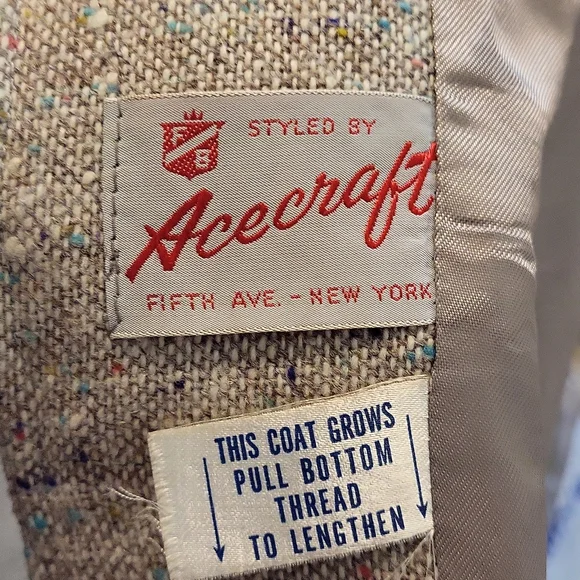 F
B
STYLED BY
Acecraft
FIFTH AVE. - NEW YORK
THIS COAT GROWS
PULL BOTTOM
THREAD
TO LENGTHEN